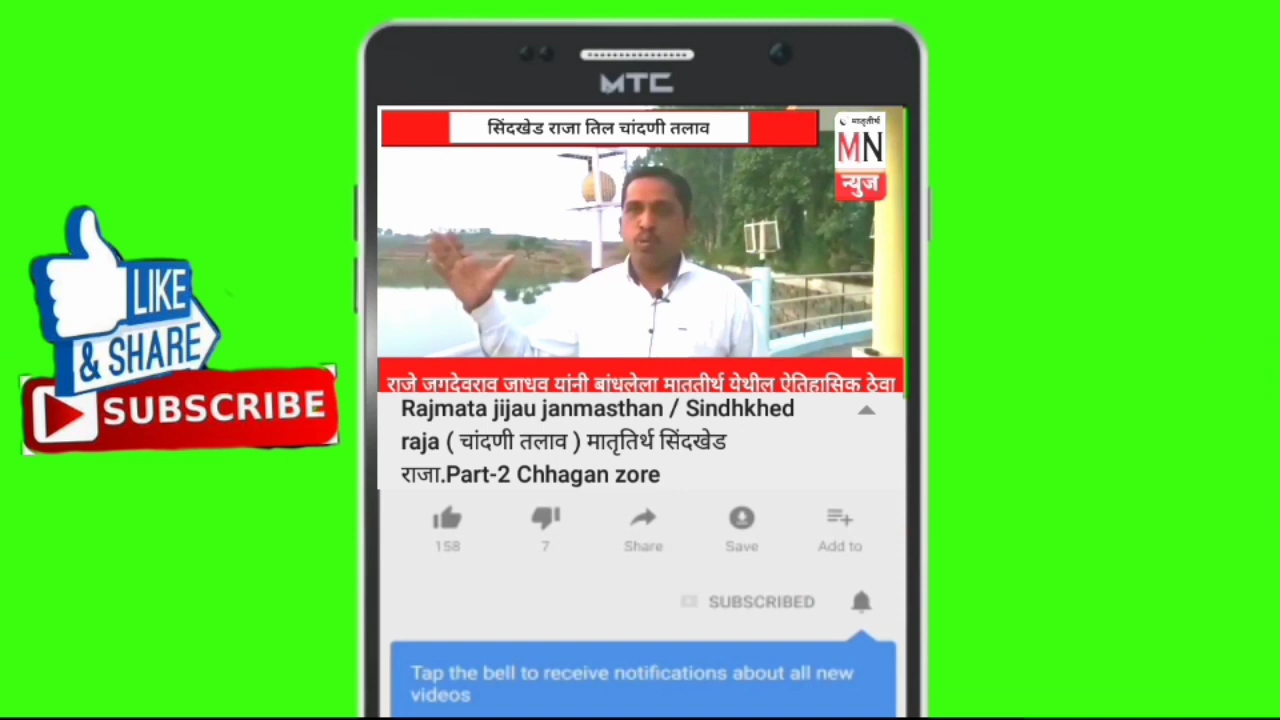 MTC
सिंदखेड राजा तिल चांदणी तलाव
मातृतीर्थ
MN
न्युज
LIKE
& SHARE
SUBSCRIBE
राजे जगदेवराव जाधव यांनी बांधलेला मातृतीर्थ येथील ऐतिहासिक ठेवा
Rajmata jijau janmasthan / Sindhkhed
raja ( चांदणी तलाव ) मातृतिर्थ सिंदखेड
राजा.Part-2 Chhagan zore
158
7
Share
Save
Add to
SUBSCRIBED
Tap the bell to receive notifications about all new
videos